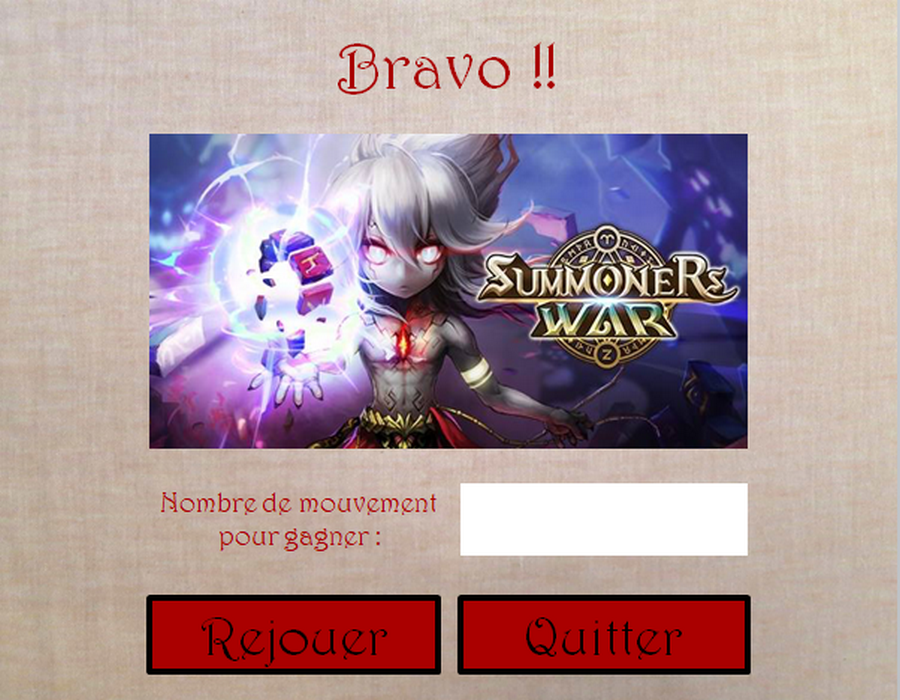 Bravo !!
SUMMONERS
WAR
Nombre de mouvement
pour gagner :
Rejouer
Quitter